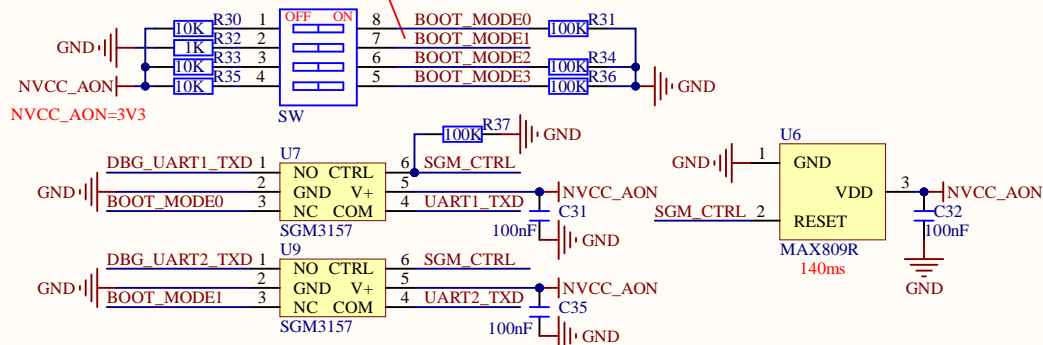 R30 1 OFF ON 8 BOOT_MODE0 R31
10K 100K
R32 2 7 BOOT_MODE1
GND 1K
R33 3 6 BOOT_MODE2 R34
10K 100K
R35 4 5 BOOT_MODE3 R36
NVCC_AON 10K 100K GND
NVCC_AON=3V3
SW
100K R37 GND
U7
DBG_UART1_TXD 1 NO CTRL 6 SGM_CTRL
GND 2 GND V+ 5 NVCC_AON
BOOT_MODE0 3 NC COM 4 UART1_TXD
C31
SGM3157 100nF
GND
U9
DBG_UART2_TXD 1 NO CTRL 6 SGM_CTRL
GND 2 GND V+ 5 NVCC_AON
BOOT_MODE1 3 NC COM 4 UART2_TXD
C35
SGM3157 100nF
GND
U6
GND 1 GND
VDD 3 NVCC_AON
SGM_CTRL 2 RESET C32
100nF
MAX809R
140ms
GND